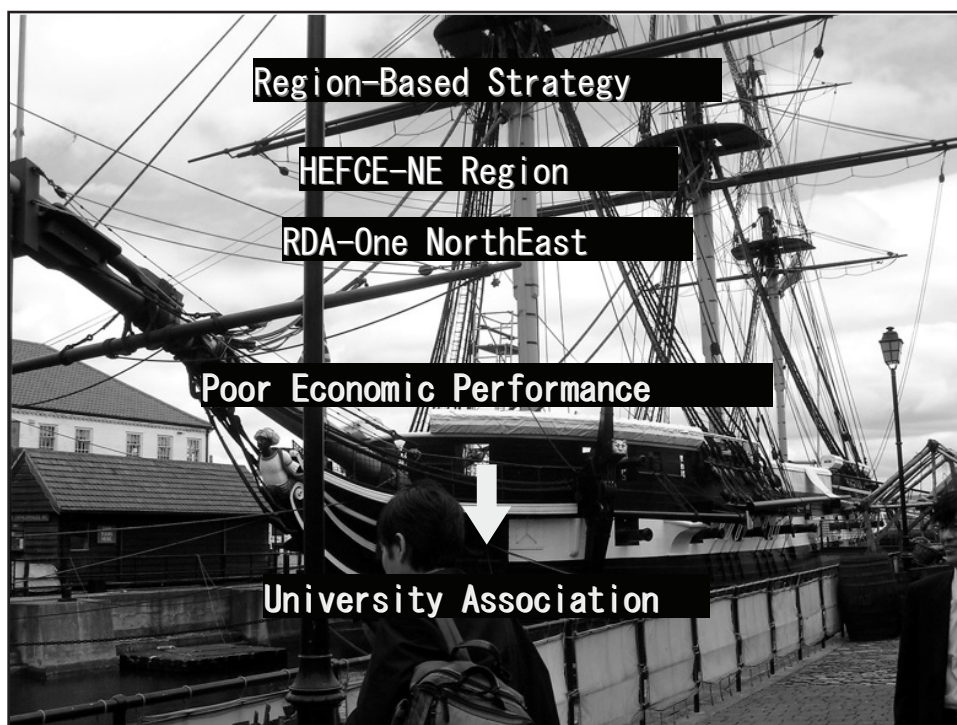 Region-Based Strategy
HEFCE-NE Region
RDA-One NorthEast
Poor Economic Performance
University Association